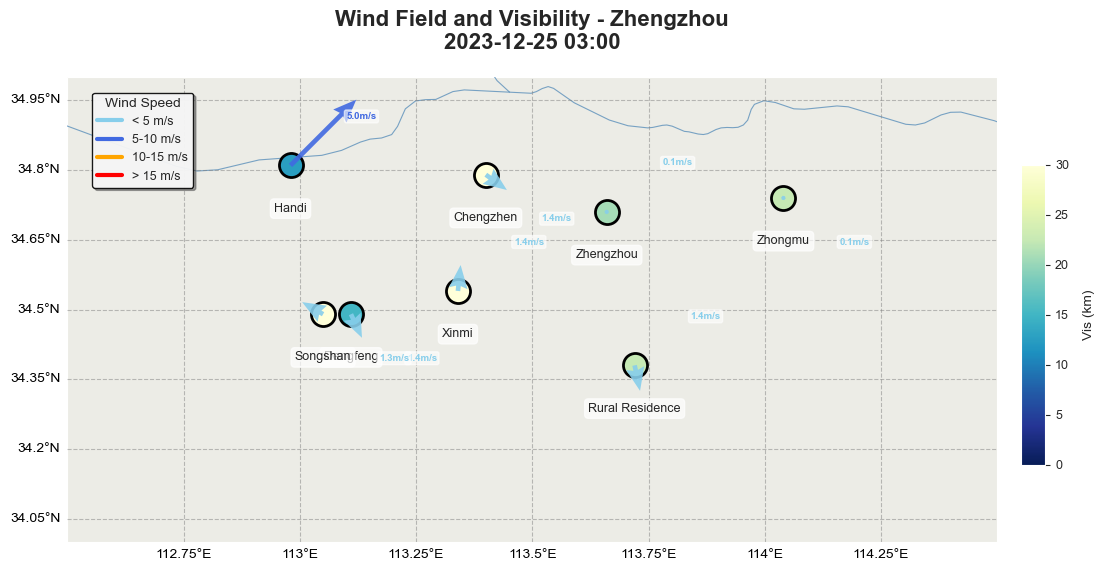 Wind Field and Visibility - Zhengzhou
2023-12-25 03:00
34.95°N
34.8°N
34.65°N
34.5°N
34.35°N
34.2°N
34.05°N
Wind Speed
< 5 m/s
5-10 m/s
10-15 m/s
> 15 m/s
5.0m/s
Handi
Chengzhen
1.4m/s
1.4m/s
0.1m/s
Zhengzhou
Zhongmu
0.1m/s
Xinmi
1.4m/s
Songshan
feng
1.3m/s
.4m/s
Rural Residence
112.75°E
113°E
113.25°E
113.5°E
113.75°E
114°E
114.25°E
30
25
20
15
10
5
0
Vis (km)